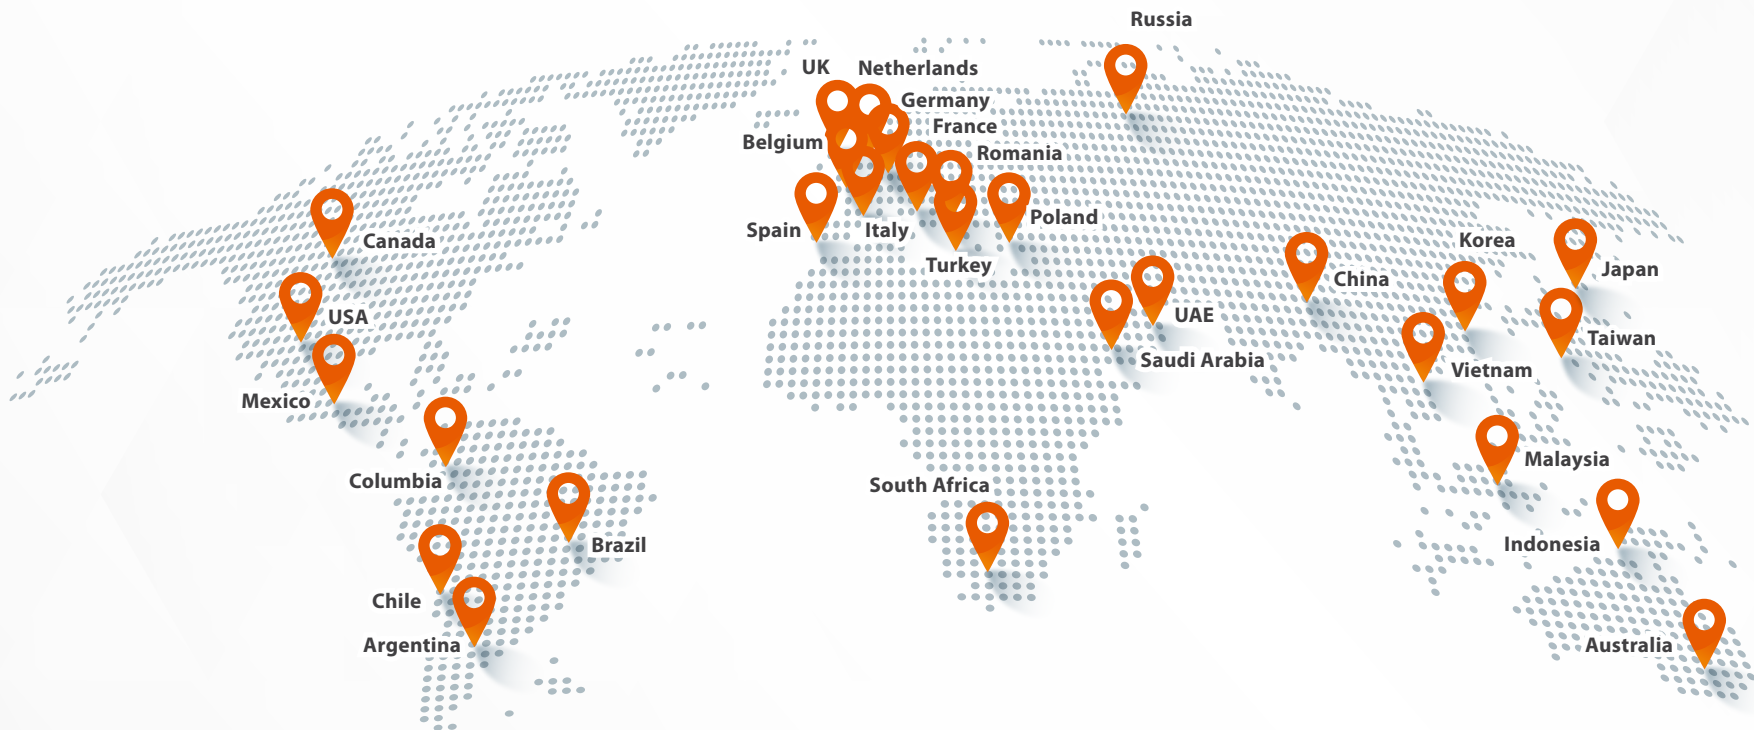 Russia
UK
Netherlands
Germany
France
Belgium
Romania
Spain
Italy
Poland
Turkey
Canada
USA
Mexico
Columbia
Brazil
Chile
Argentina
South Africa
UAE
Saudi Arabia
China
Korea
Japan
Taiwan
Vietnam
Malaysia
Indonesia
Australia